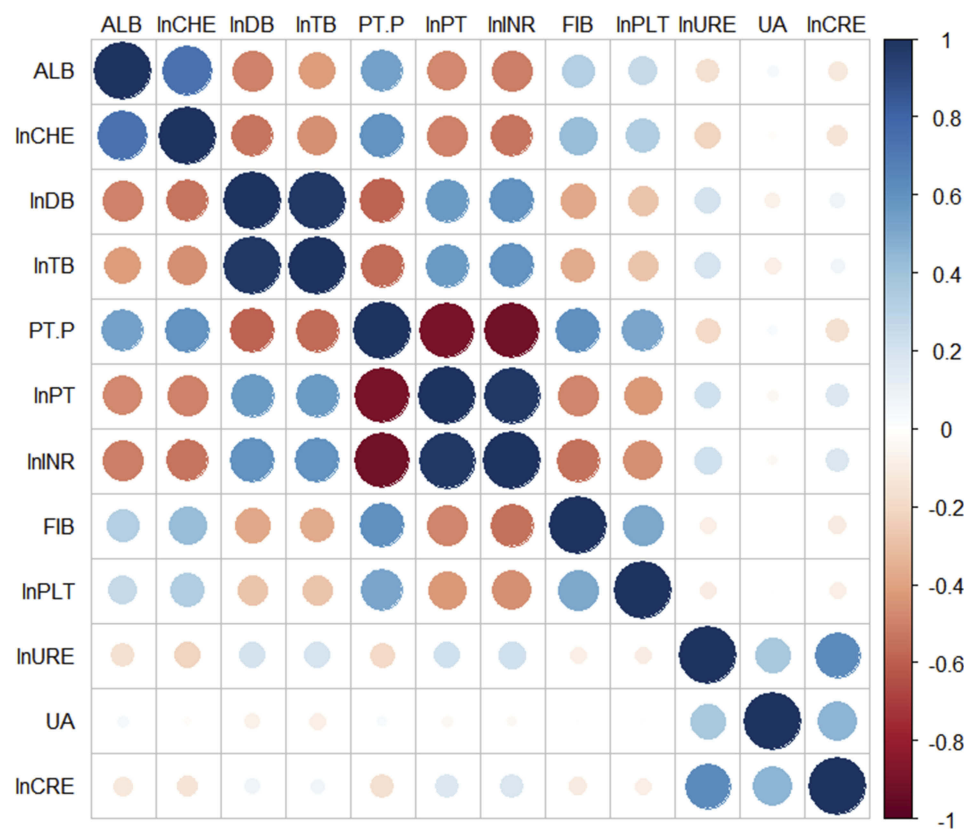 ALB lnCHE lnDB lnTB PT.P lnPT lnINR FIB lnPLT lnURE UA lnCRE
1
ALB
lnCHE
0.8
lnDB
0.6
lnTB
0.4
PT.P
0.2
lnPT
0
lnINR
-0.2
FIB
-0.4
lnPLT
-0.6
lnURE
UA
-0.8
lnCRE
-1